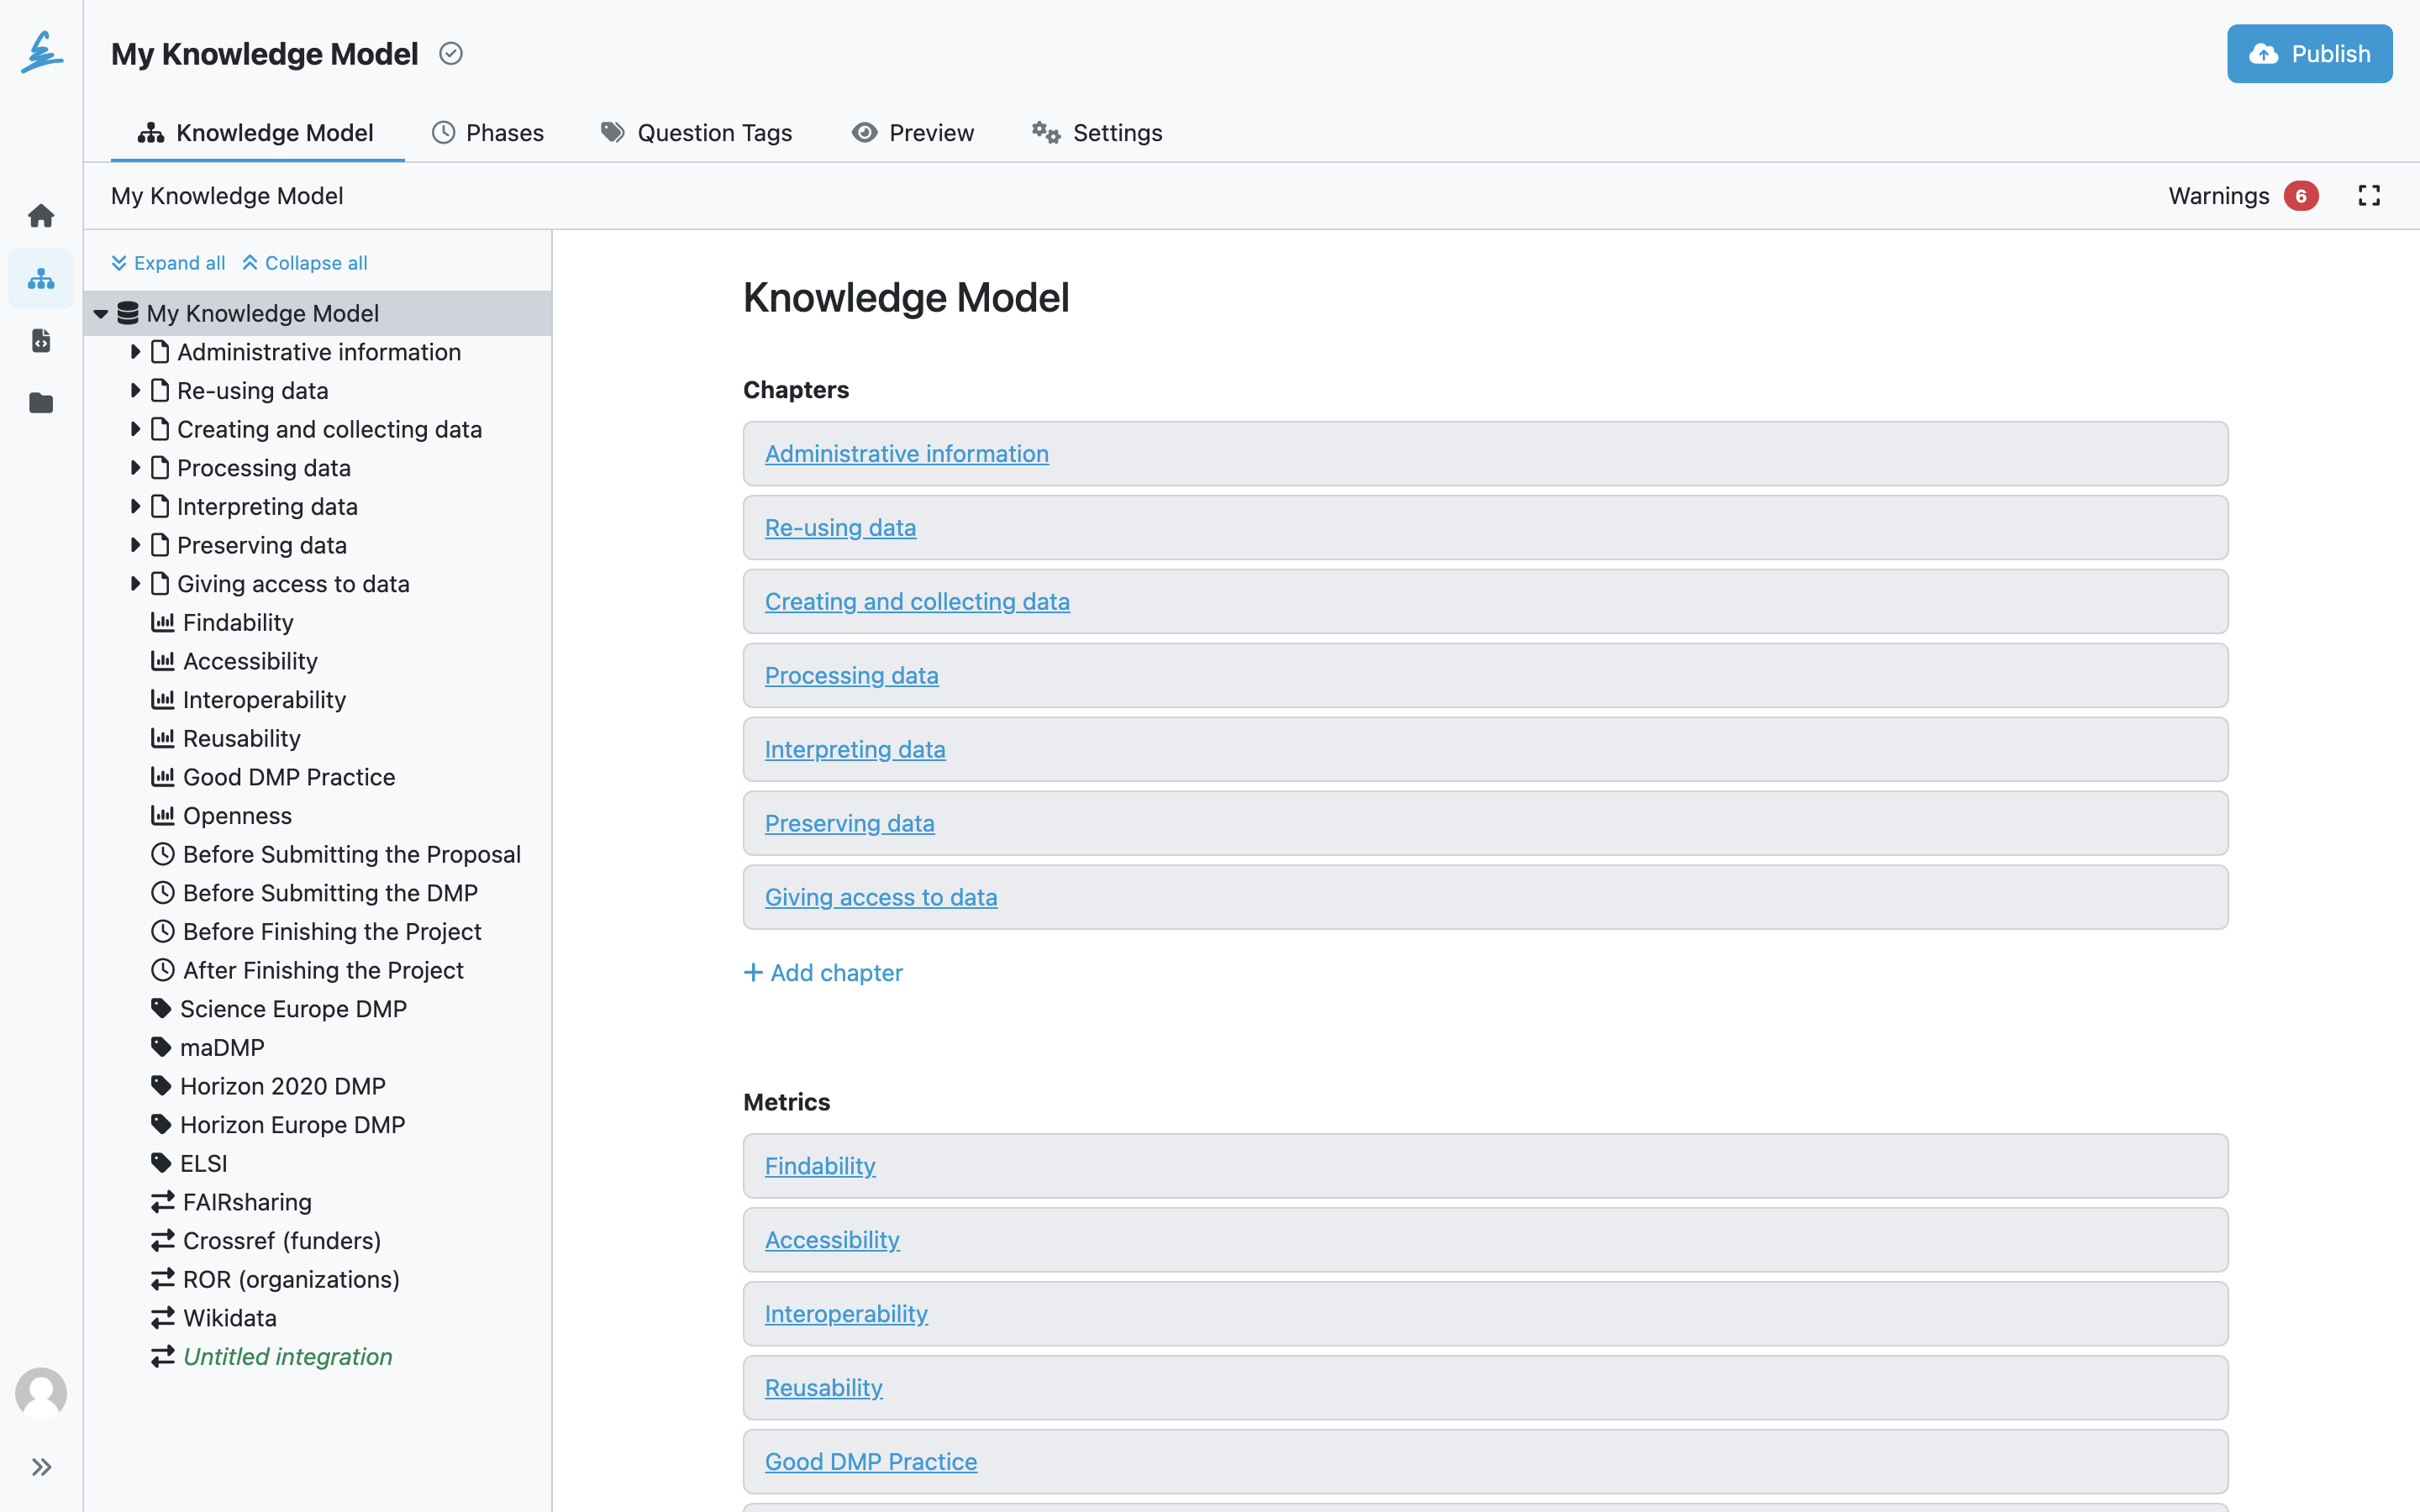 My Knowledge Model
Publish
Knowledge Model
Phases
Question Tags
Preview
Settings
My Knowledge Model
Warnings 6
Expand all
Collapse all
My Knowledge Model
Administrative information
Re-using data
Creating and collecting data
Processing data
Interpreting data
Preserving data
Giving access to data
Findability
Accessibility
Interoperability
Reusability
Good DMP Practice
Openness
Before Submitting the Proposal
Before Submitting the DMP
Before Finishing the Project
After Finishing the Project
Science Europe DMP
maDMP
Horizon 2020 DMP
Horizon Europe DMP
ELSI
FAIRsharing
Crossref (funders)
ROR (organizations)
Wikidata
Untitled integration
Knowledge Model
Chapters
Administrative information
Re-using data
Creating and collecting data
Processing data
Interpreting data
Preserving data
Giving access to data
+ Add chapter
Metrics
Findability
Accessibility
Interoperability
Reusability
Good DMP Practice